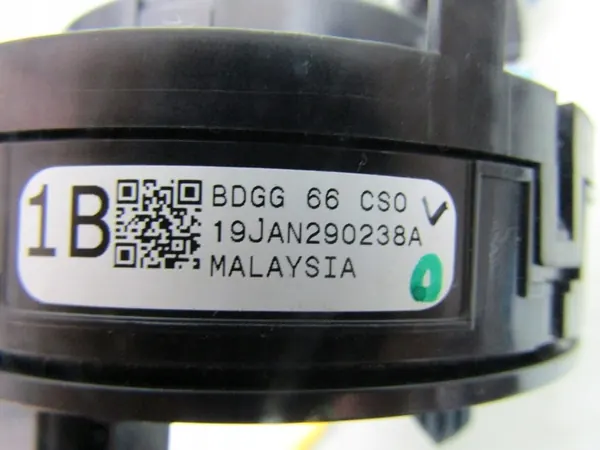 1B
BDGG 66 CS0
19JAN290238A
MALAYSIA